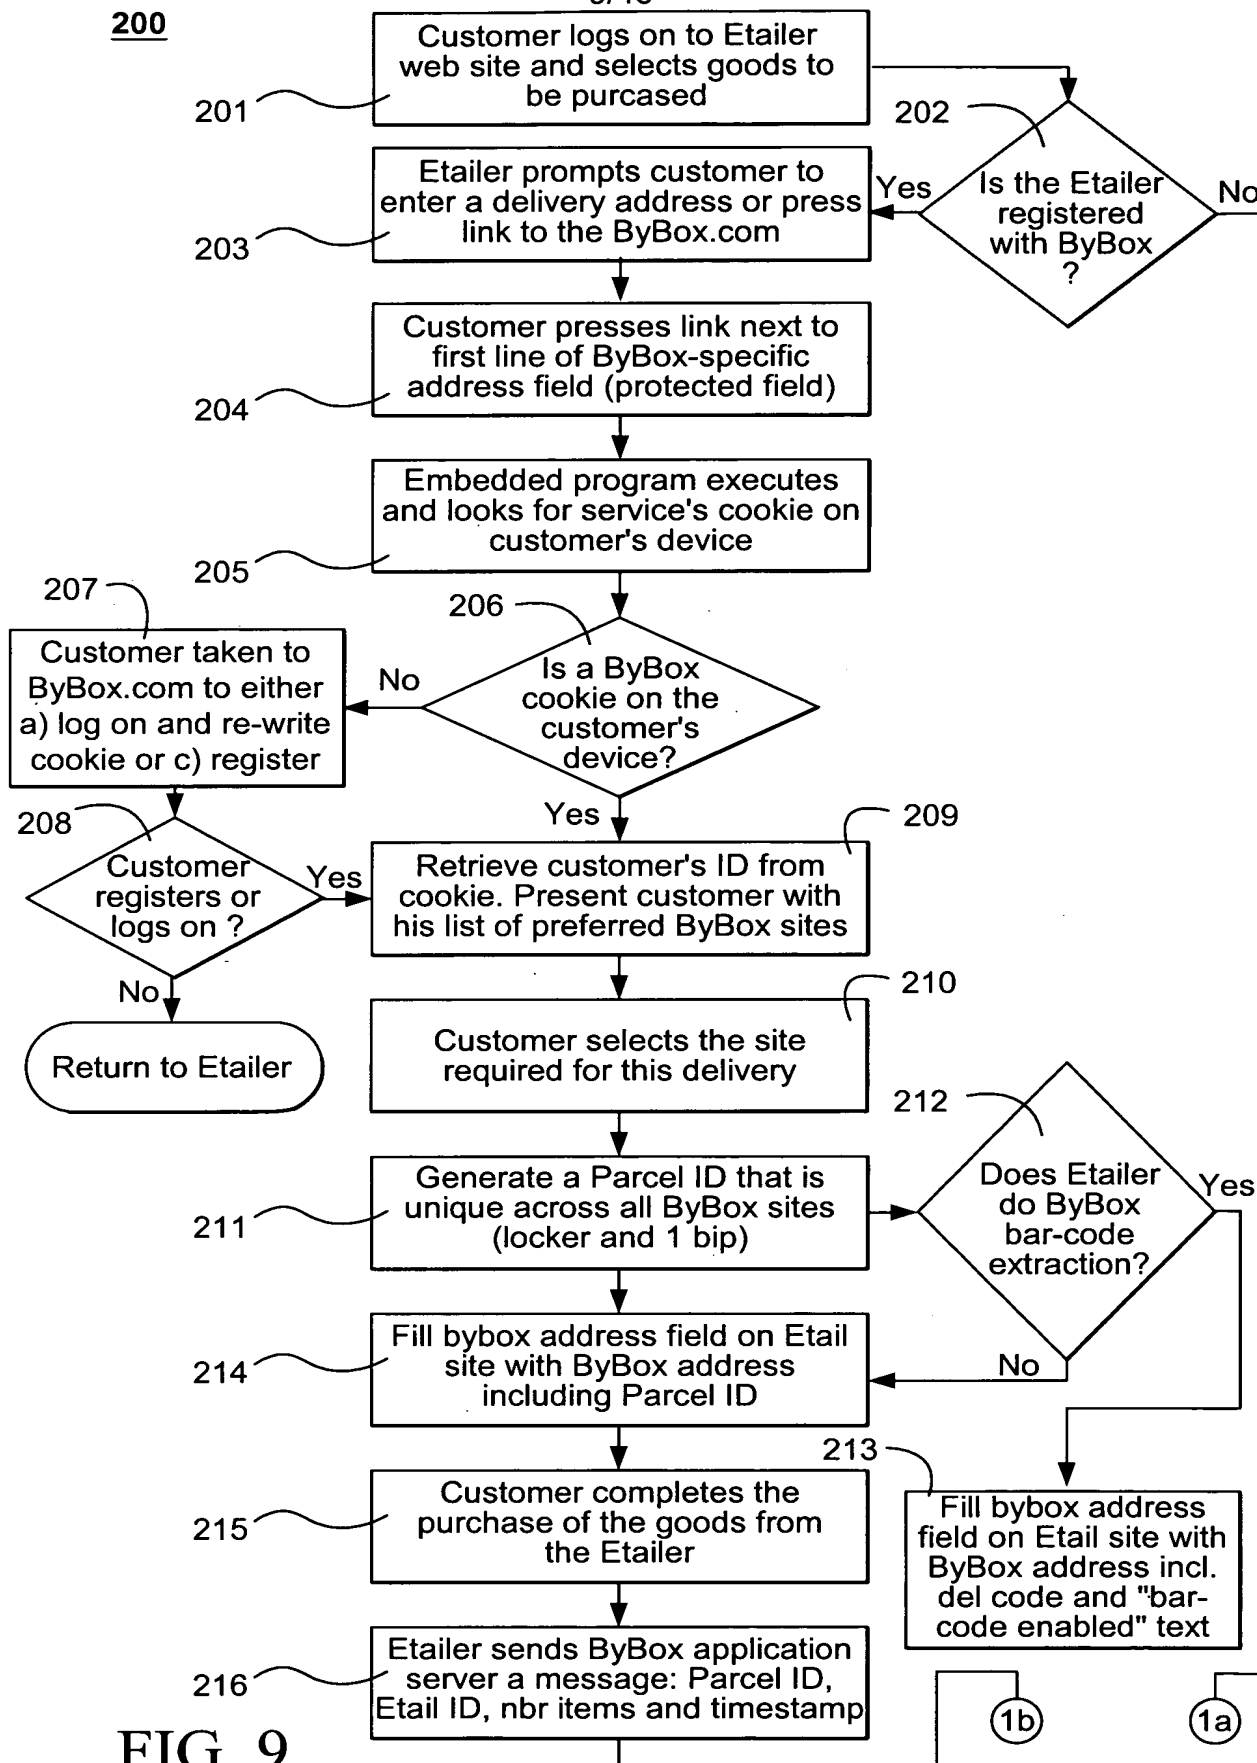 200
Customer logs on to Etailer
web site and selects goods to
be purcased
201
202
Is the Etailer
registered
with ByBox
?
Yes
No
Etailer prompts customer to
enter a delivery address or press
link to the ByBox.com
203
Customer presses link next to
first line of ByBox-specific
address field (protected field)
204
Embedded program executes
and looks for service's cookie on
customer's device
205
206
Is a ByBox
cookie on the
customer's
device?
No
Yes
207
Customer taken to
ByBox.com to either
a) log on and re-write
cookie or c) register
208
Customer
registers or
logs on ?
Yes
No
Return to Etailer
209
Retrieve customer's ID from
cookie. Present customer with
his list of preferred ByBox sites
210
Customer selects the site
required for this delivery
Generate a Parcel ID that is
unique across all ByBox sites
(locker and 1 bip)
211
212
Does Etailer
do ByBox
bar-code
extraction?
Yes
No
Fill bybox address field on Etail
site with ByBox address
including Parcel ID
214
213
Fill bybox address
field on Etail site with
ByBox address incl.
del code and "bar-
code enabled" text
Customer completes the
purchase of the goods from
the Etailer
215
Etailer sends ByBox application
server a message: Parcel ID,
Etail ID, nbr items and timestamp
216
1b
1a
FIG. 9